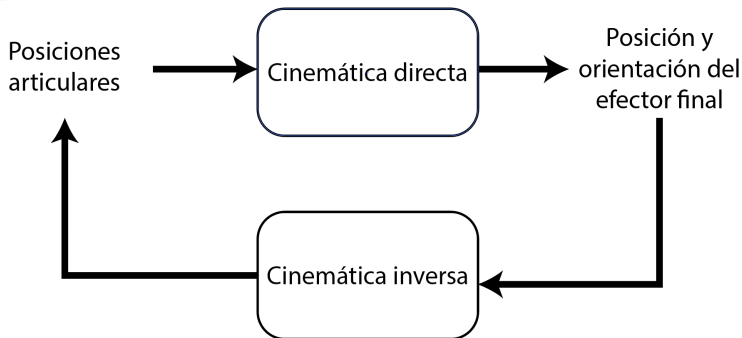 Posiciones
articulares
Cinemática directa
Posición y
orientación del
efector final
Cinemática inversa